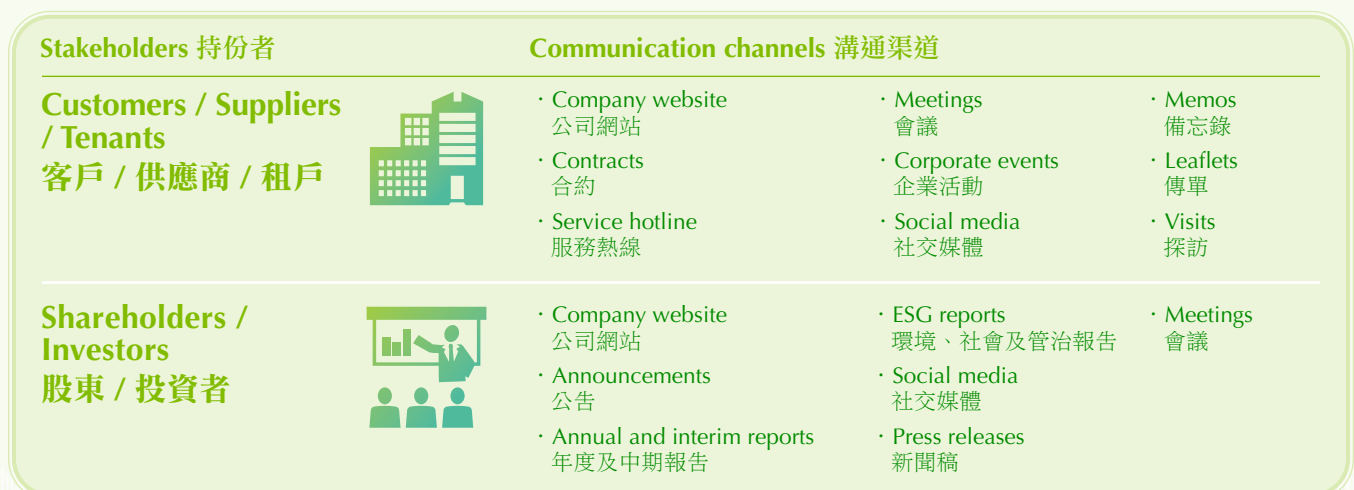 Stakeholders 持份者
Communication channels 溝通渠道
Customers / Suppliers
/ Tenants
客戶 / 供應商 / 租戶
· Company website
公司網站
· Contracts
合約
· Service hotline
服務熱線
· Meetings
會議
· Corporate events
企業活動
· Social media
社交媒體
· Memos
備忘錄
· Leaflets
傳單
· Visits
探訪
Shareholders /
Investors
股東 / 投資者
· Company website
公司網站
· Announcements
公告
· Annual and interim reports
年度及中期報告
· ESG reports
環境、社會及管治報告
· Social media
社交媒體
· Press releases
新聞稿
· Meetings
會議